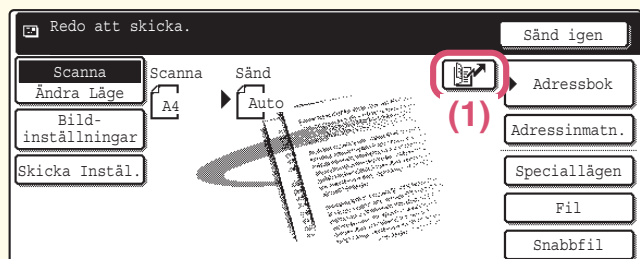 Redo att skicka.
Sänd igen
Scanna
Ändra Läge
Scanna
Sänd
A4
Auto
(1)
Adressbok
Bild-
inställningar
Adressinmatn.
Skicka Instäl.
Speciallägen
Fil
Snabbfil